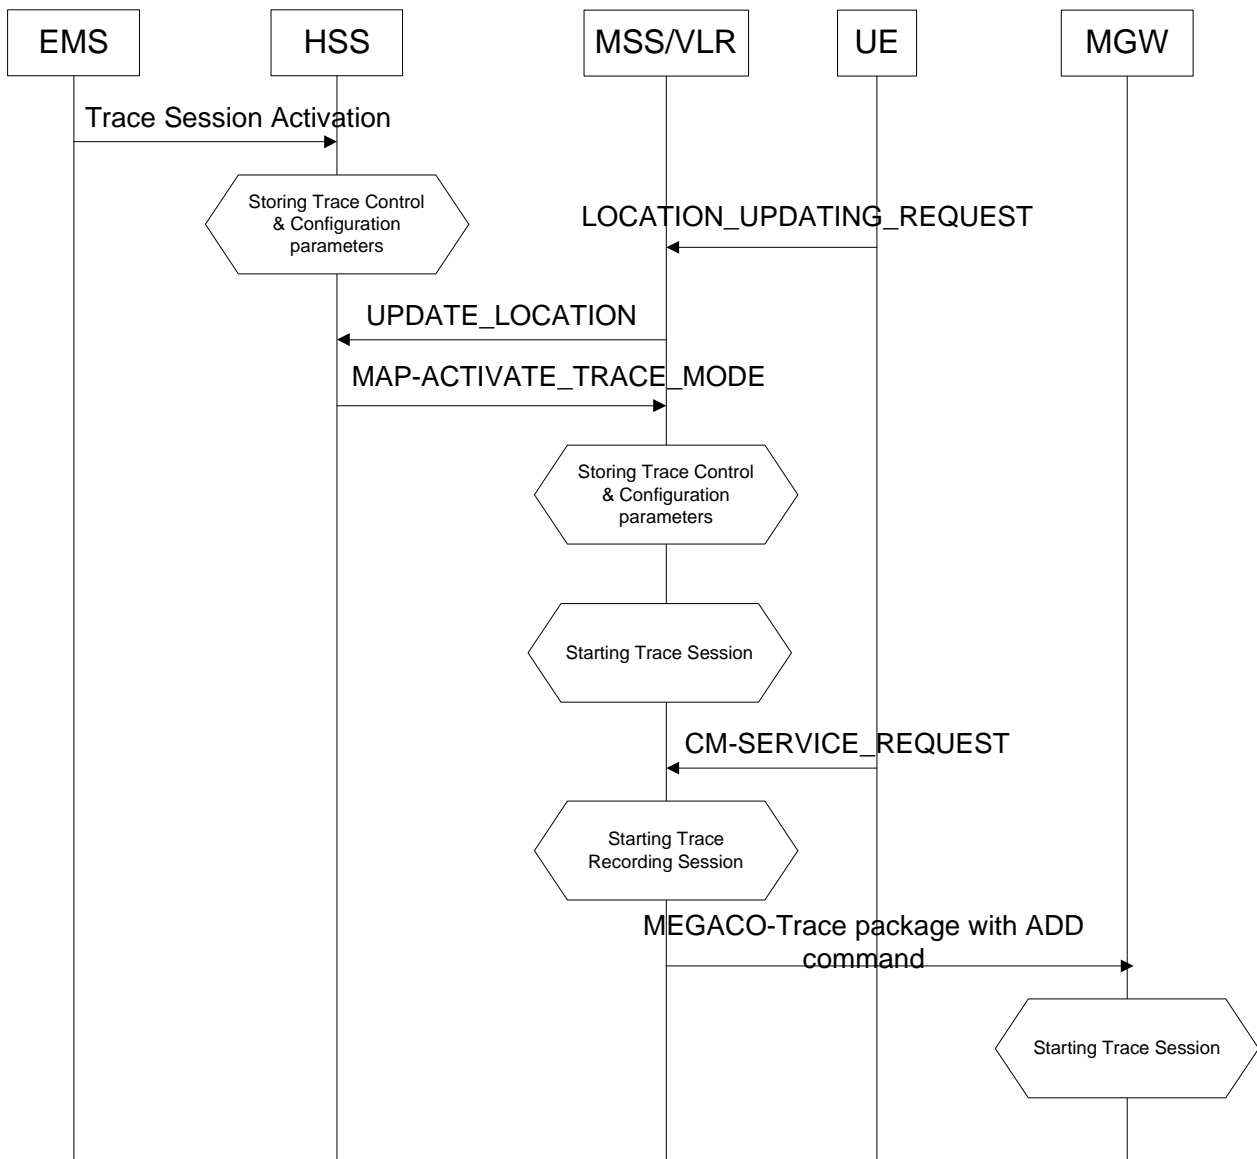 EMS
HSS
MSS/VLR
UE
MGW
Trace Session Activation
Storing Trace Control
& Configuration
parameters
LOCATION_UPDATING_REQUEST
UPDATE_LOCATION
MAP-ACTIVATE_TRACE_MODE
Storing Trace Control
& Configuration
parameters
Starting Trace Session
CM-SERVICE_REQUEST
Starting Trace
Recording Session
MEGACO-Trace package with ADD
command
Starting Trace Session